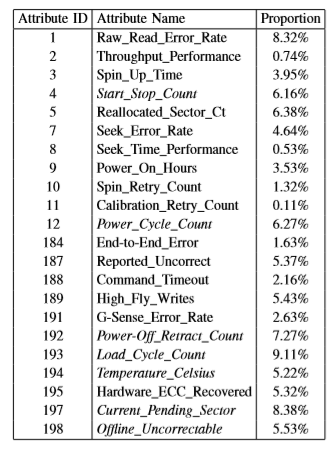 Attribute ID Attribute Name Proportion
1 Raw_Read_Error_Rate 8.32%
2 Throughput_Performance 0.74%
3 Spin_Up_Time 3.95%
4 Start_Stop_Count 6.16%
5 Reallocated_Sector_Ct 6.38%
7 Seek_Error_Rate 4.64%
8 Seek_Time_Performance 0.53%
9 Power_On_Hours 3.53%
10 Spin_Retry_Count 1.32%
11 Calibration_Retry_Count 0.11%
12 Power_Cycle_Count 6.27%
184 End-to-End_Error 1.63%
187 Reported_Uncorrect 5.37%
188 Command_Timeout 2.16%
189 High_Fly_Writes 5.43%
191 G-Sense_Error_Rate 2.63%
192 Power-Off_Retract_Count 7.27%
193 Load_Cycle_Count 9.11%
194 Temperature_Celsius 5.22%
195 Hardware_ECC_Recovered 5.32%
197 Current_Pending_Sector 8.38%
198 Offline_Uncorrectable 5.53%